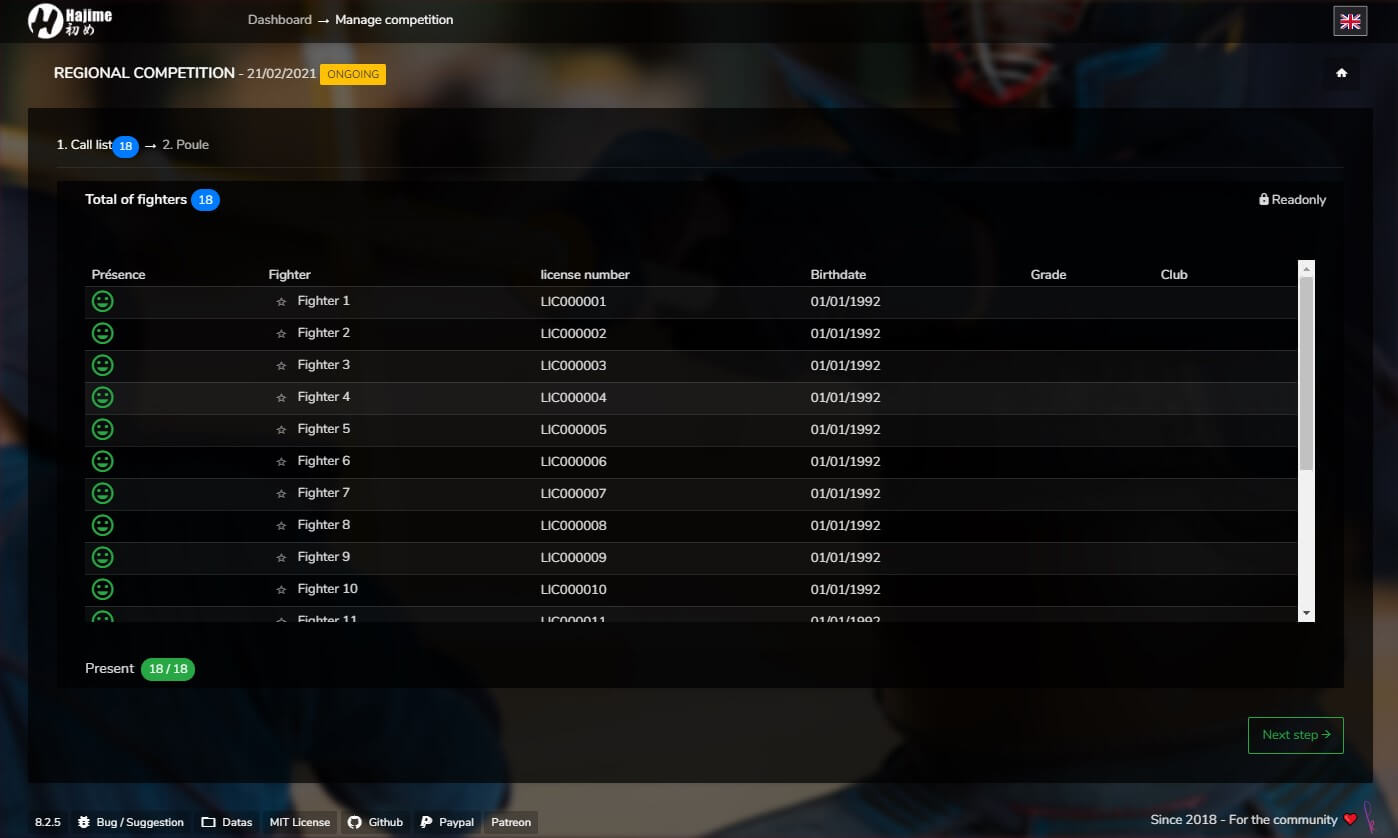 Hajime
初め
Dashboard → Manage competition
REGIONAL COMPETITION - 21/02/2021 ONGOING
1. Call list 18 → 2. Poule
Total of fighters 18
Readonly
Présence Fighter license number Birthdate Grade Club
☆ Fighter 1 LIC000001 01/01/1992
☆ Fighter 2 LIC000002 01/01/1992
☆ Fighter 3 LIC000003 01/01/1992
☆ Fighter 4 LIC000004 01/01/1992
☆ Fighter 5 LIC000005 01/01/1992
☆ Fighter 6 LIC000006 01/01/1992
☆ Fighter 7 LIC000007 01/01/1992
☆ Fighter 8 LIC000008 01/01/1992
☆ Fighter 9 LIC000009 01/01/1992
☆ Fighter 10 LIC000010 01/01/1992
☆ Fighter 11 LIC000011 01/01/1992
Present 18 / 18
Next step →
8.2.5 Bug / Suggestion Datas MIT License Github Paypal Patreon
Since 2018 - For the community ❤